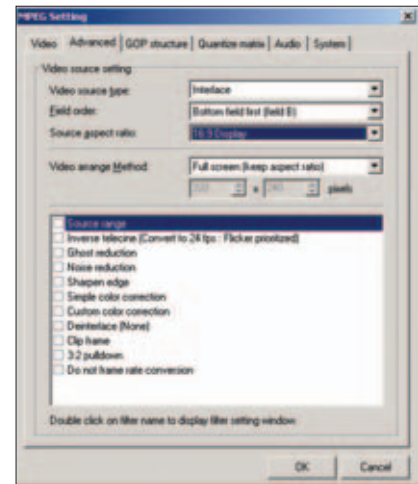 MPEG Setting
Video Advanced GOP structure Quantize matrix Audio System
Video source setting
Video source type: Interlace
Field order: Bottom field first (field B)
Source aspect ratio: 16:9 Display
Video arrange Method: Full screen (keep aspect ratio)
x 240 pixels
Source range
Inverse telecine (Convert to 24 fps : Flicker prioritized)
Ghost reduction
Noise reduction
Sharpen edge
Simple color correction
Custom color correction
Deinterlace (None)
Clip frame
3:2 pulldown
Do not frame rate conversion
Double click on filter name to display filter setting window
OK Cancel